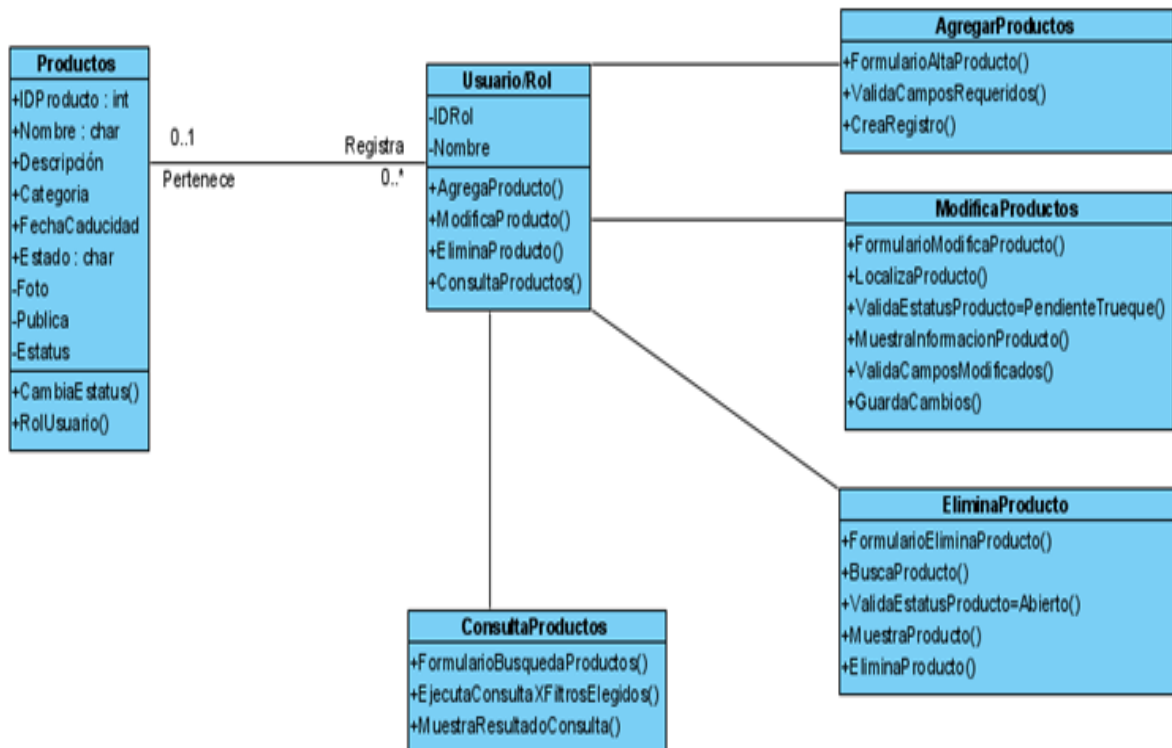 Productos
+IDProducto : int
+Nombre : char
+Descripción
+Categoria
+FechaCaducidad
+Estado : char
-Foto
-Publica
-Estatus
+CambiaEstatus()
+RolUsuario()
0..1
Pertenece
Registra
0..*
Usuario/Rol
-IDRol
-Nombre
+AgregaProducto()
+ModificaProducto()
+EliminaProducto()
+ConsultaProductos()
AgregarProductos
+FormularioAltaProducto()
+ValidaCamposRequeridos()
+CreaRegistro()
ModificaProductos
+FormularioModificaProducto()
+LocalizaProducto()
+ValidaEstatusProducto=PendienteTrueque()
+MuestraInformacionProducto()
+ValidaCamposModificados()
+GuardaCambios()
EliminaProducto
+FormularioEliminaProducto()
+BuscaProducto()
+ValidaEstatusProducto=Abierto()
+MuestraProducto()
+EliminaProducto()
ConsultaProductos
+FormularioBusquedaProductos()
+EjecutaConsultaXFiltrosElegidos()
+MuestraResultadoConsulta()